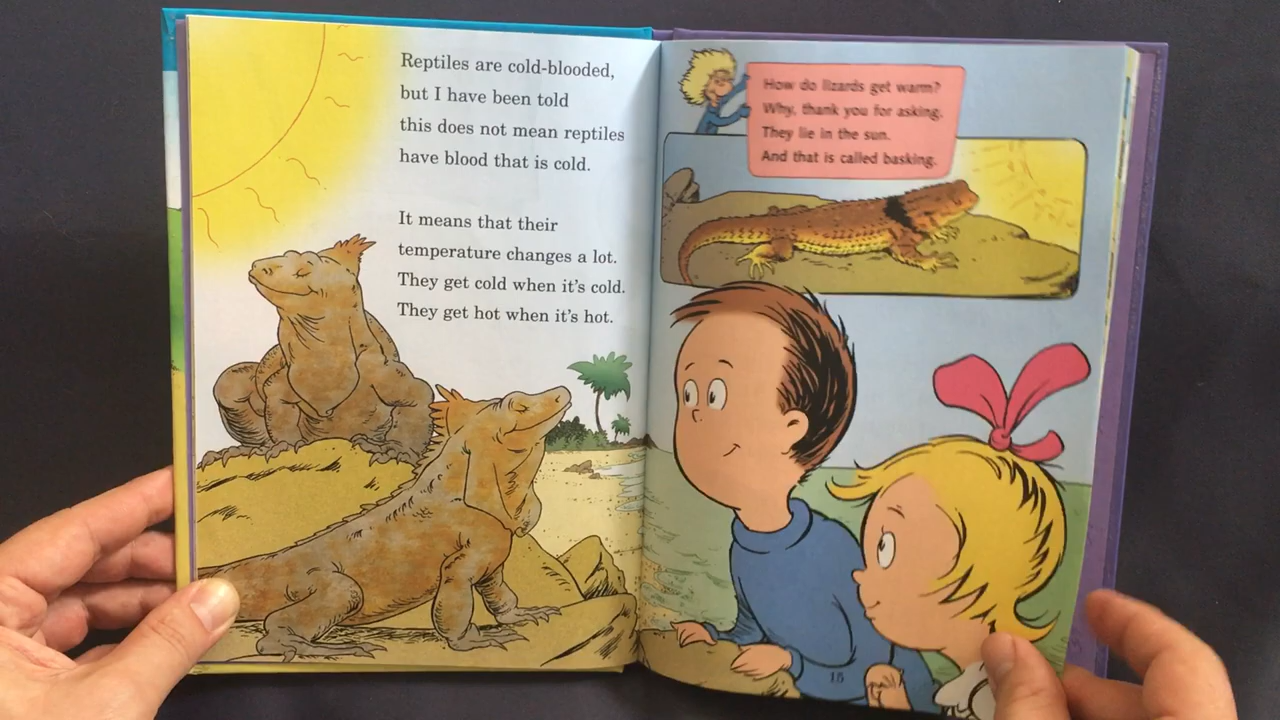 Reptiles are cold-blooded,
but I have been told
this does not mean reptiles
have blood that is cold.
It means that their
temperature changes a lot.
They get cold when it's cold.
They get hot when it's hot.
How do lizards get warm?
Why, thank you for asking.
They lie in the sun.
And that is called basking.
15